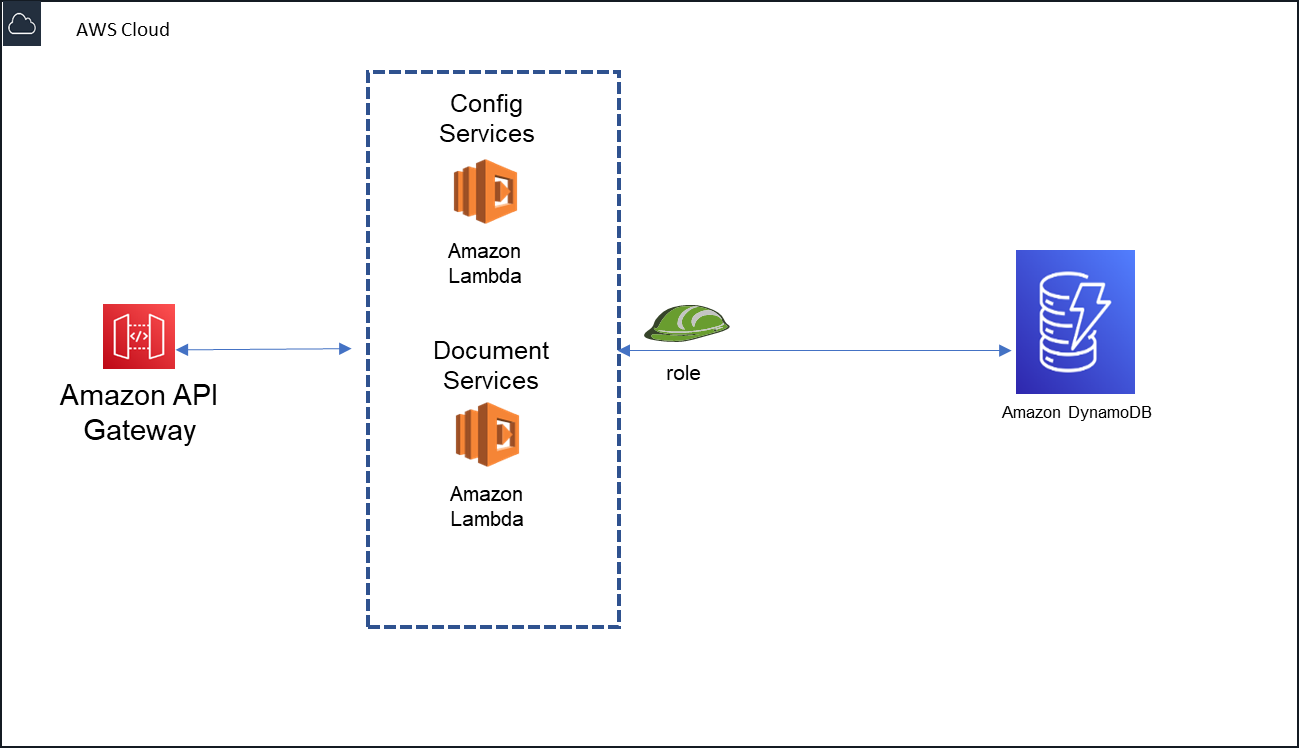 AWS Cloud
Config
Services
Amazon
Lambda
Document
Services
Amazon
Lambda
Amazon API
Gateway
role
Amazon DynamoDB